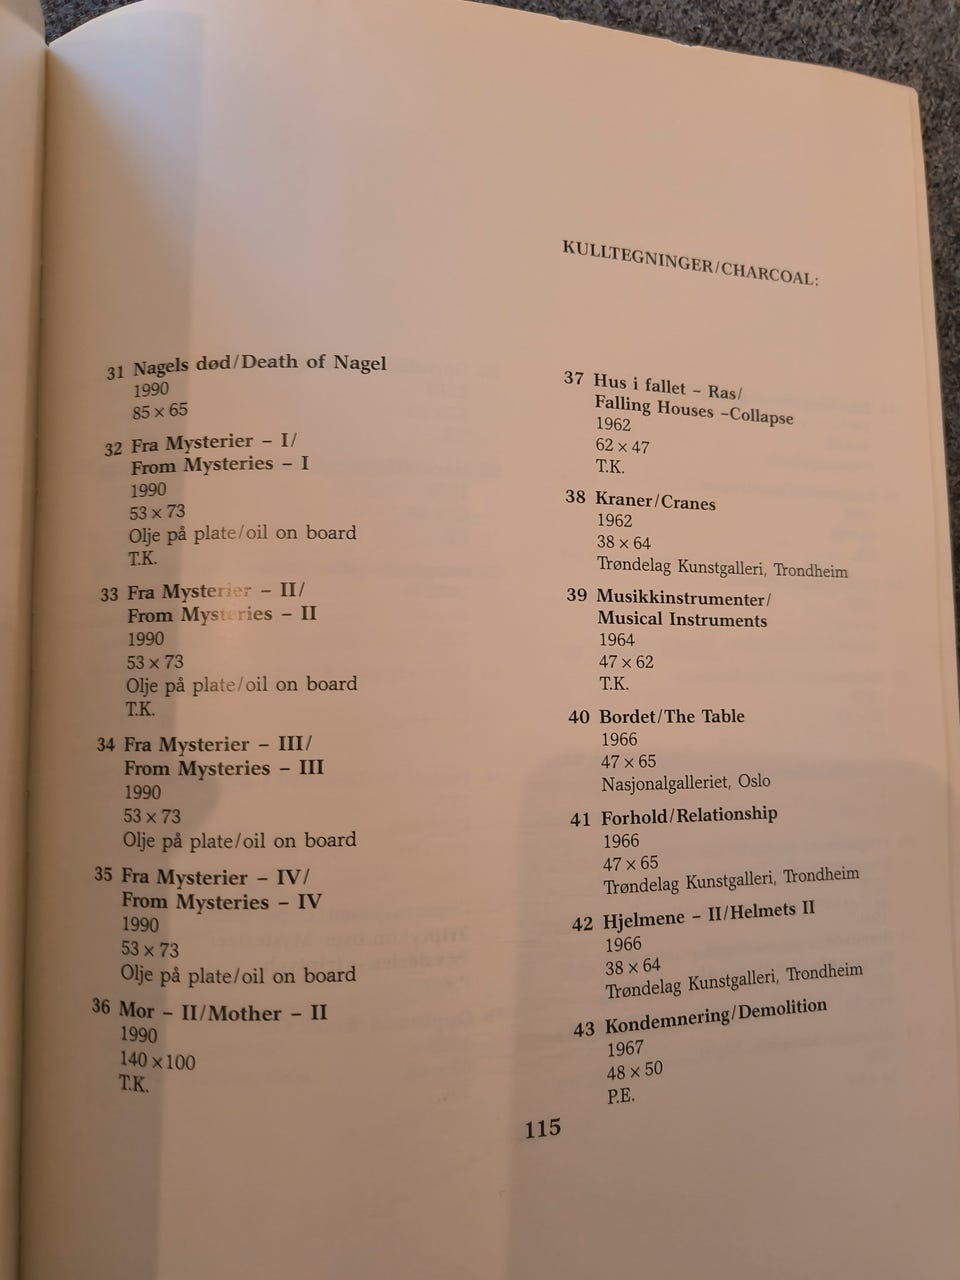 31 Nagels død/Death of Nagel
1990
85 × 65
32 Fra Mysterier – I/
From Mysteries – I
1990
53 × 73
Olje på plate/oil on board
T.K.
33 Fra Mysterier – II/
From Mysteries – II
1990
53 × 73
Olje på plate/oil on board
T.K.
34 Fra Mysterier – III/
From Mysteries – III
1990
53 × 73
Olje på plate/oil on board
35 Fra Mysterier – IV/
From Mysteries – IV
1990
53 × 73
Olje på plate/oil on board
36 Mor – II/Mother – II
1990
140 × 100
T.K.
KULLTEGNINGER/CHARCOAL:
37 Hus i fallet – Ras/
Falling Houses –Collapse
1962
62 × 47
T.K.
38 Kraner/Cranes
1962
38 × 64
Trøndelag Kunstgalleri, Trondheim
39 Musikkinstrumenter/
Musical Instruments
1964
47 × 62
T.K.
40 Bordet/The Table
1966
47 × 65
Nasjonalgalleriet, Oslo
41 Forhold/Relationship
1966
47 × 65
Trøndelag Kunstgalleri, Trondheim
42 Hjelmene – II/Helmets II
1966
38 × 64
Trøndelag Kunstgalleri, Trondheim
43 Kondemnering/Demolition
1967
48 × 50
P.E.
115